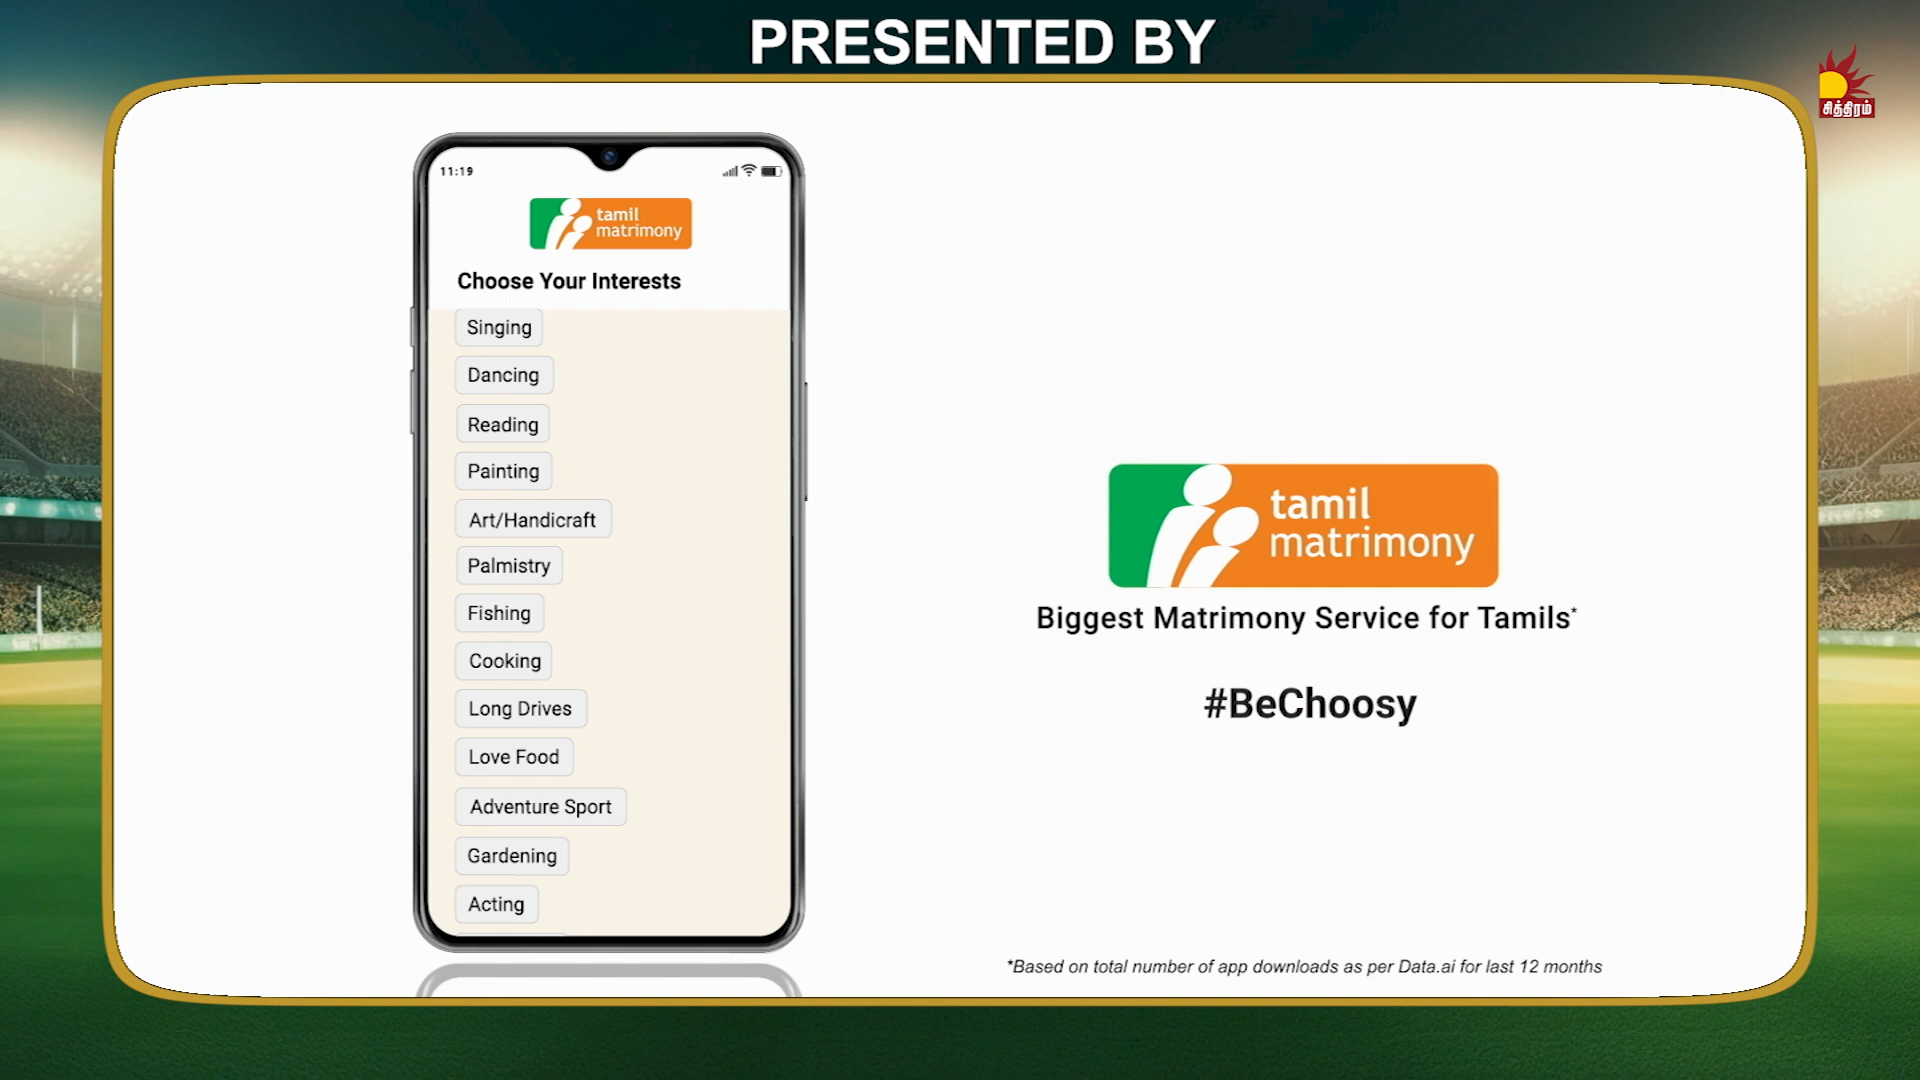 PRESENTED BY
சித்திரம்
11:19
tamil
matrimony
Choose Your Interests
Singing
Dancing
Reading
Painting
Art/Handicraft
Palmistry
Fishing
Cooking
Long Drives
Love Food
Adventure Sport
Gardening
Acting
tamil
matrimony
Biggest Matrimony Service for Tamils*
#BeChoosy
*Based on total number of app downloads as per Data.ai for last 12 months